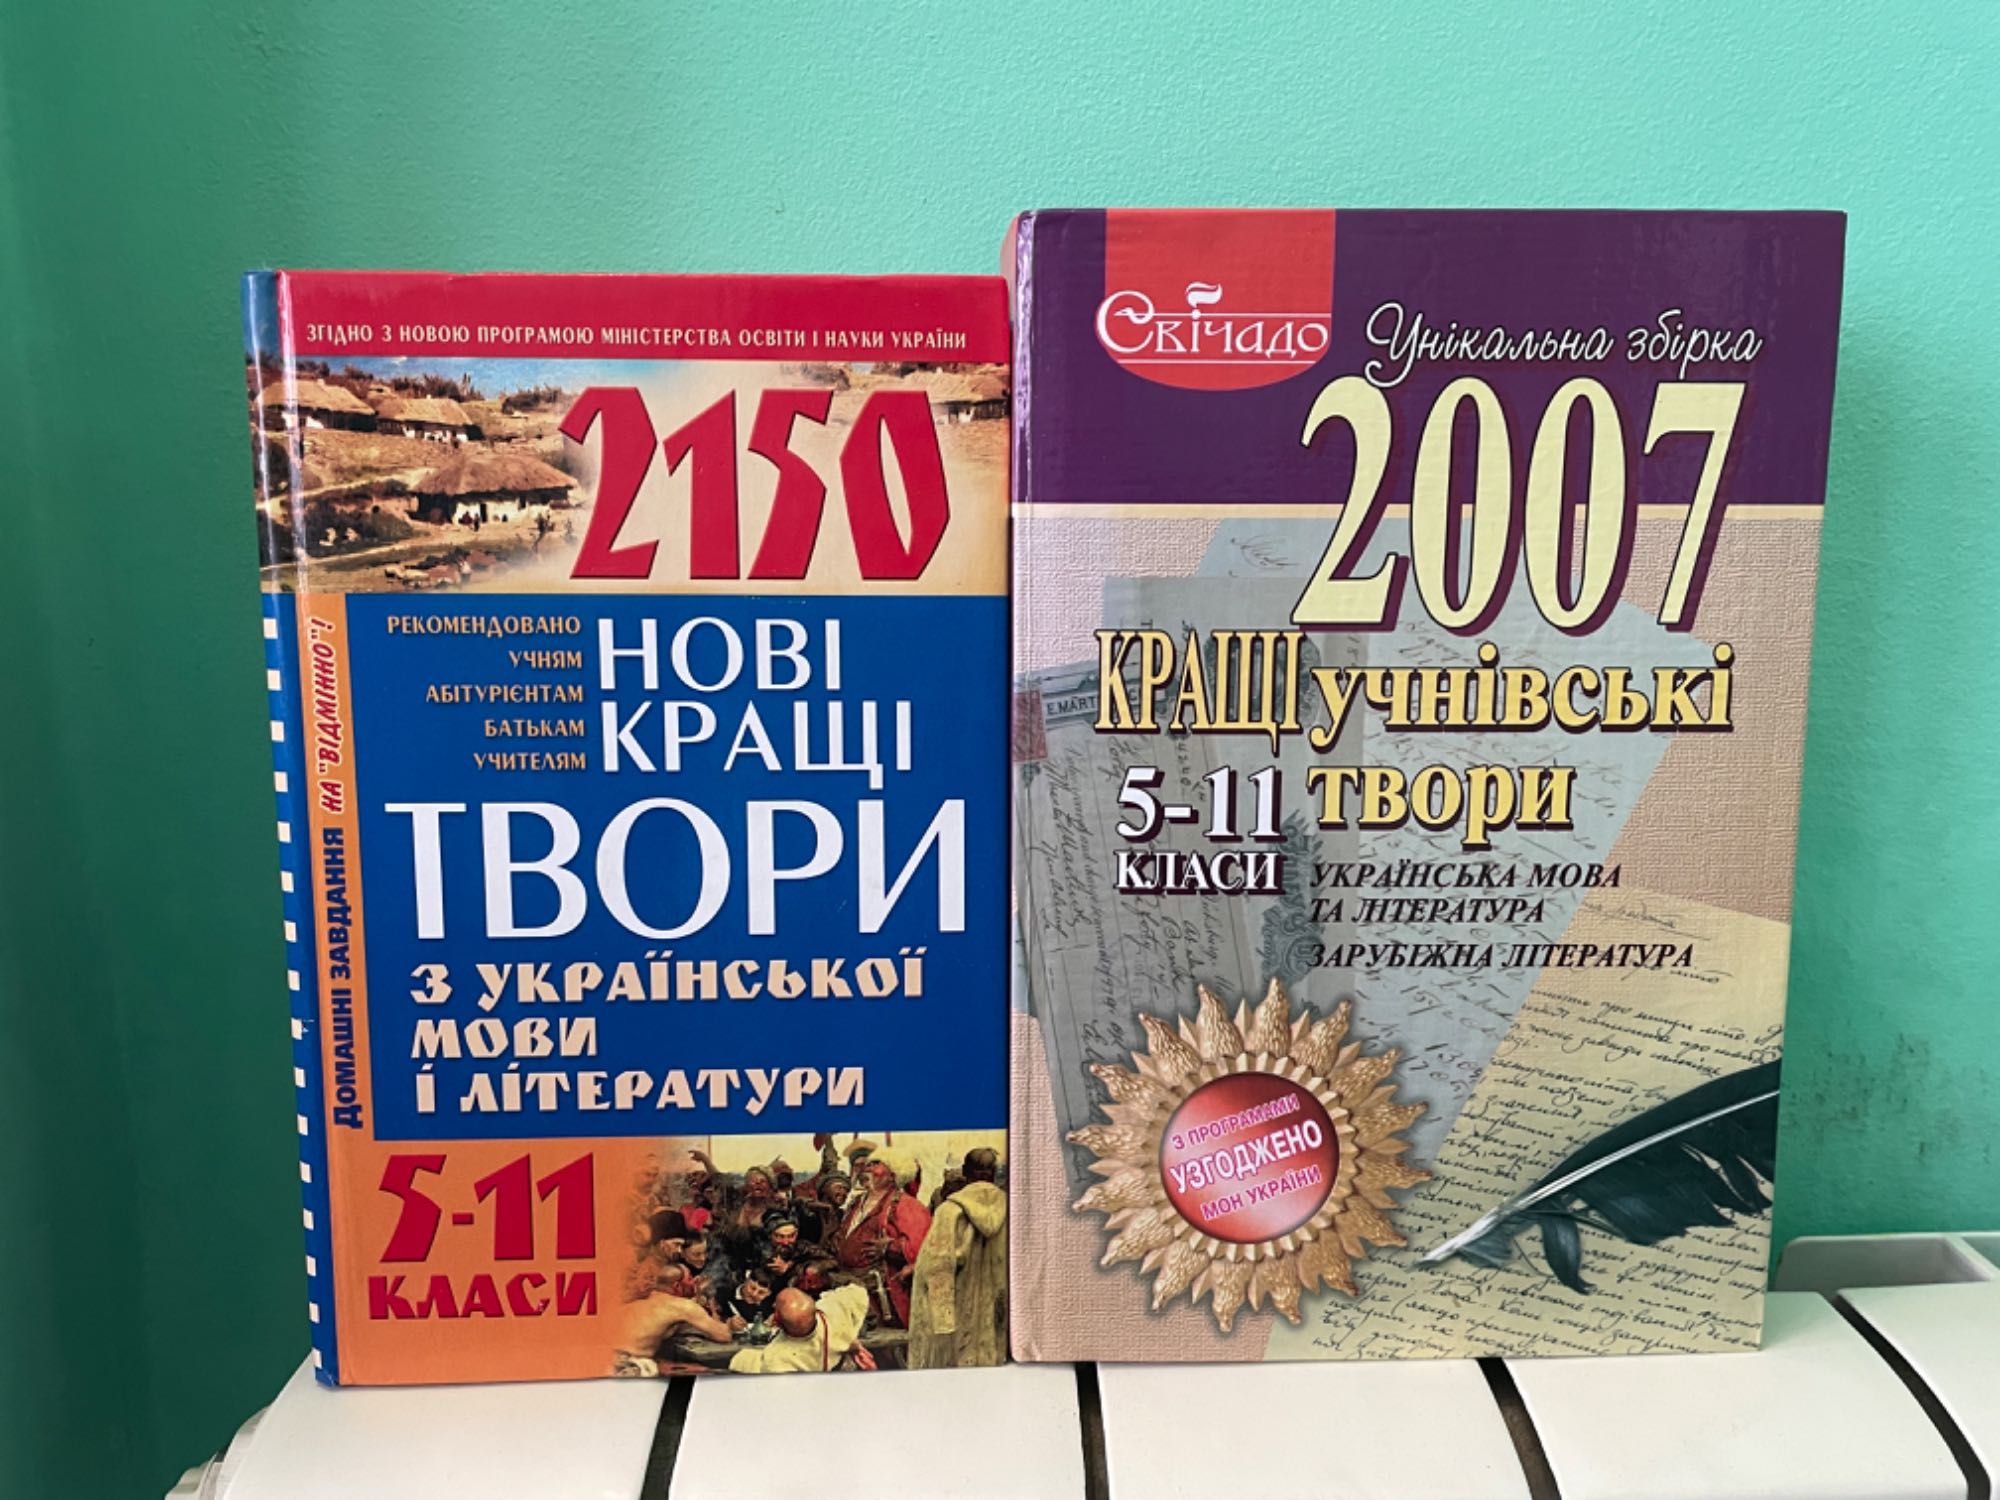 ЗГІДНО З НОВОЮ ПРОГРАМОЮ МІНІСТЕРСТВА ОСВІТИ І НАУКИ УКРАЇНИ
2150
РЕКОМЕНДОВАНО
УЧНЯМ
АБІТУРІЄНТАМ
БАТЬКАМ
УЧИТЕЛЯМ
НОВІ
КРАЩІ
ТВОРИ
З УКРАЇНСЬКОЇ
МОВИ
І ЛІТЕРАТУРИ
ДОМАШНІ ЗАВДАННЯ НА „ВІДМІННО"!
5-11
КЛАСИ
Свічадо
Унікальна збірка
2007
КРАЩІ учнівські
5-11 твори
КЛАСИ
УКРАЇНСЬКА МОВА
ТА ЛІТЕРАТУРА
ЗАРУБІЖНА ЛІТЕРАТУРА
З ПРОГРАМАМИ
УЗГОДЖЕНО
МОН УКРАЇНИ